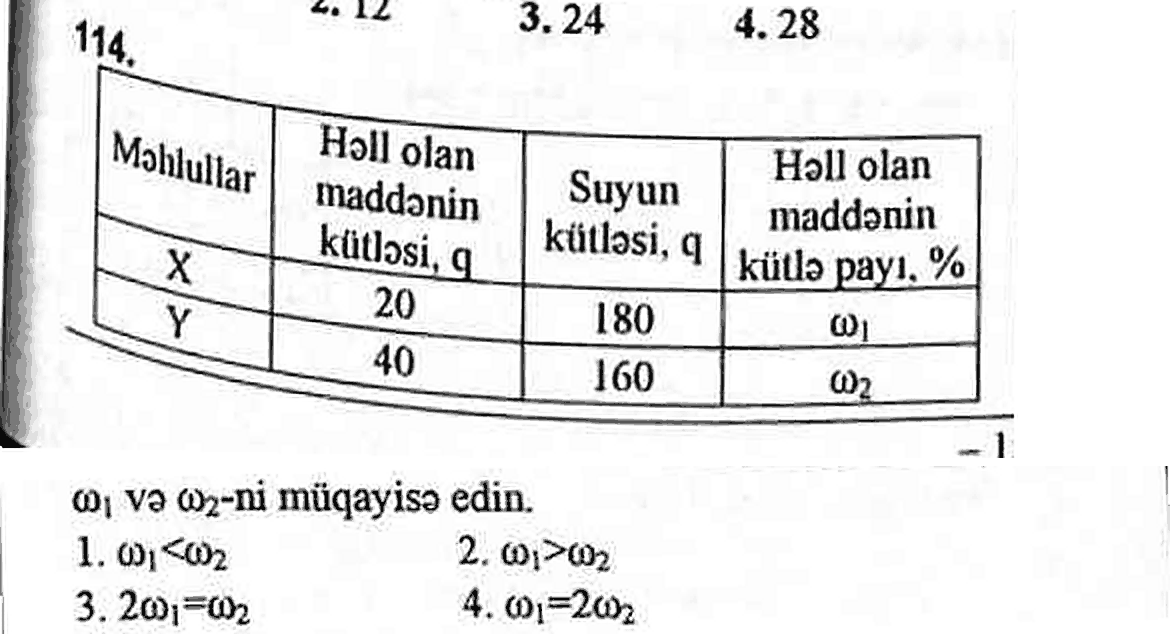 2. 12 3. 24 4. 28
114.
Məhlullar Həll olan maddənin kütləsi, q Suyun kütləsi, q Həll olan maddənin kütlə payı, %
X 20 180 ω₁
Y 40 160 ω₂
– 1
ω₁ və ω₂-ni müqayisə edin.
1. ω₁<ω₂ 2. ω₁>ω₂
3. 2ω₁=ω₂ 4. ω₁=2ω₂